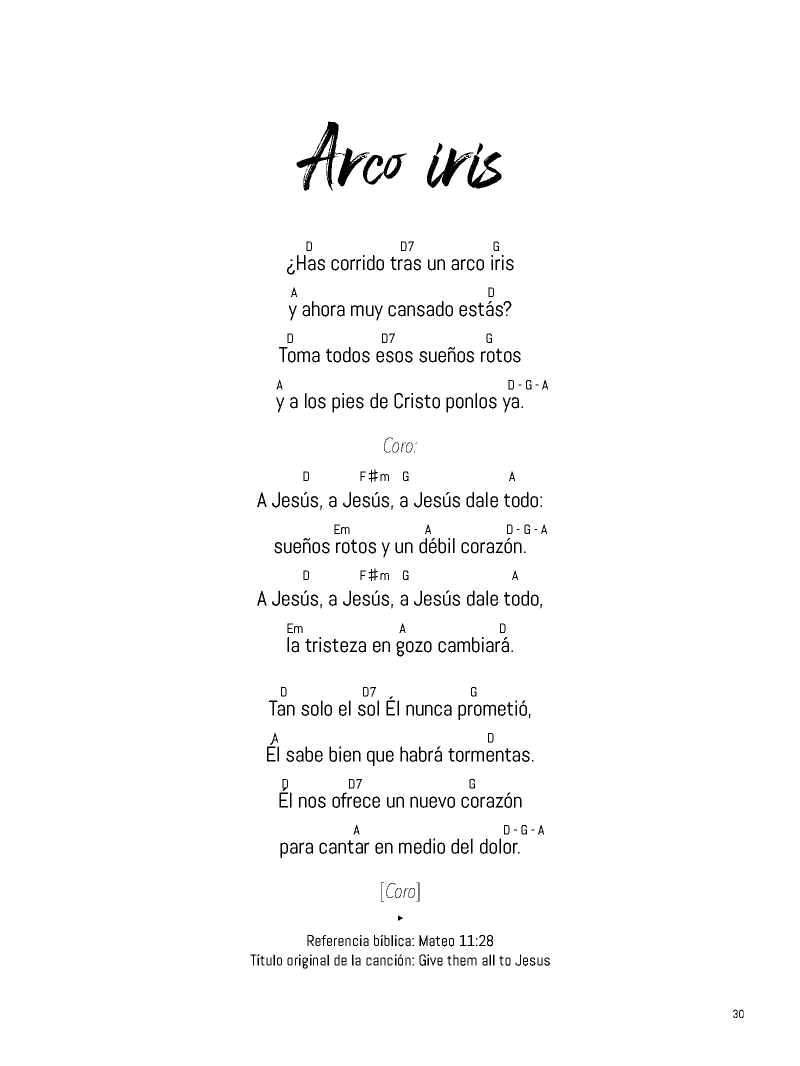 Arco iris
D D7 G
¿Has corrido tras un arco iris
A D
y ahora muy cansado estás?
D D7 G
Toma todos esos sueños rotos
A D - G - A
y a los pies de Cristo ponlos ya.
Coro:
D F♯m G A
A Jesús, a Jesús, a Jesús dale todo:
Em A D - G - A
sueños rotos y un débil corazón.
D F♯m G A
A Jesús, a Jesús, a Jesús dale todo,
Em A D
la tristeza en gozo cambiará.
D D7 G
Tan solo el sol Él nunca prometió,
A D
Él sabe bien que habrá tormentas.
D D7 G
Él nos ofrece un nuevo corazón
A D - G - A
para cantar en medio del dolor.
[Coro]
Referencia bíblica: Mateo 11:28
Título original de la canción: Give them all to Jesus
30